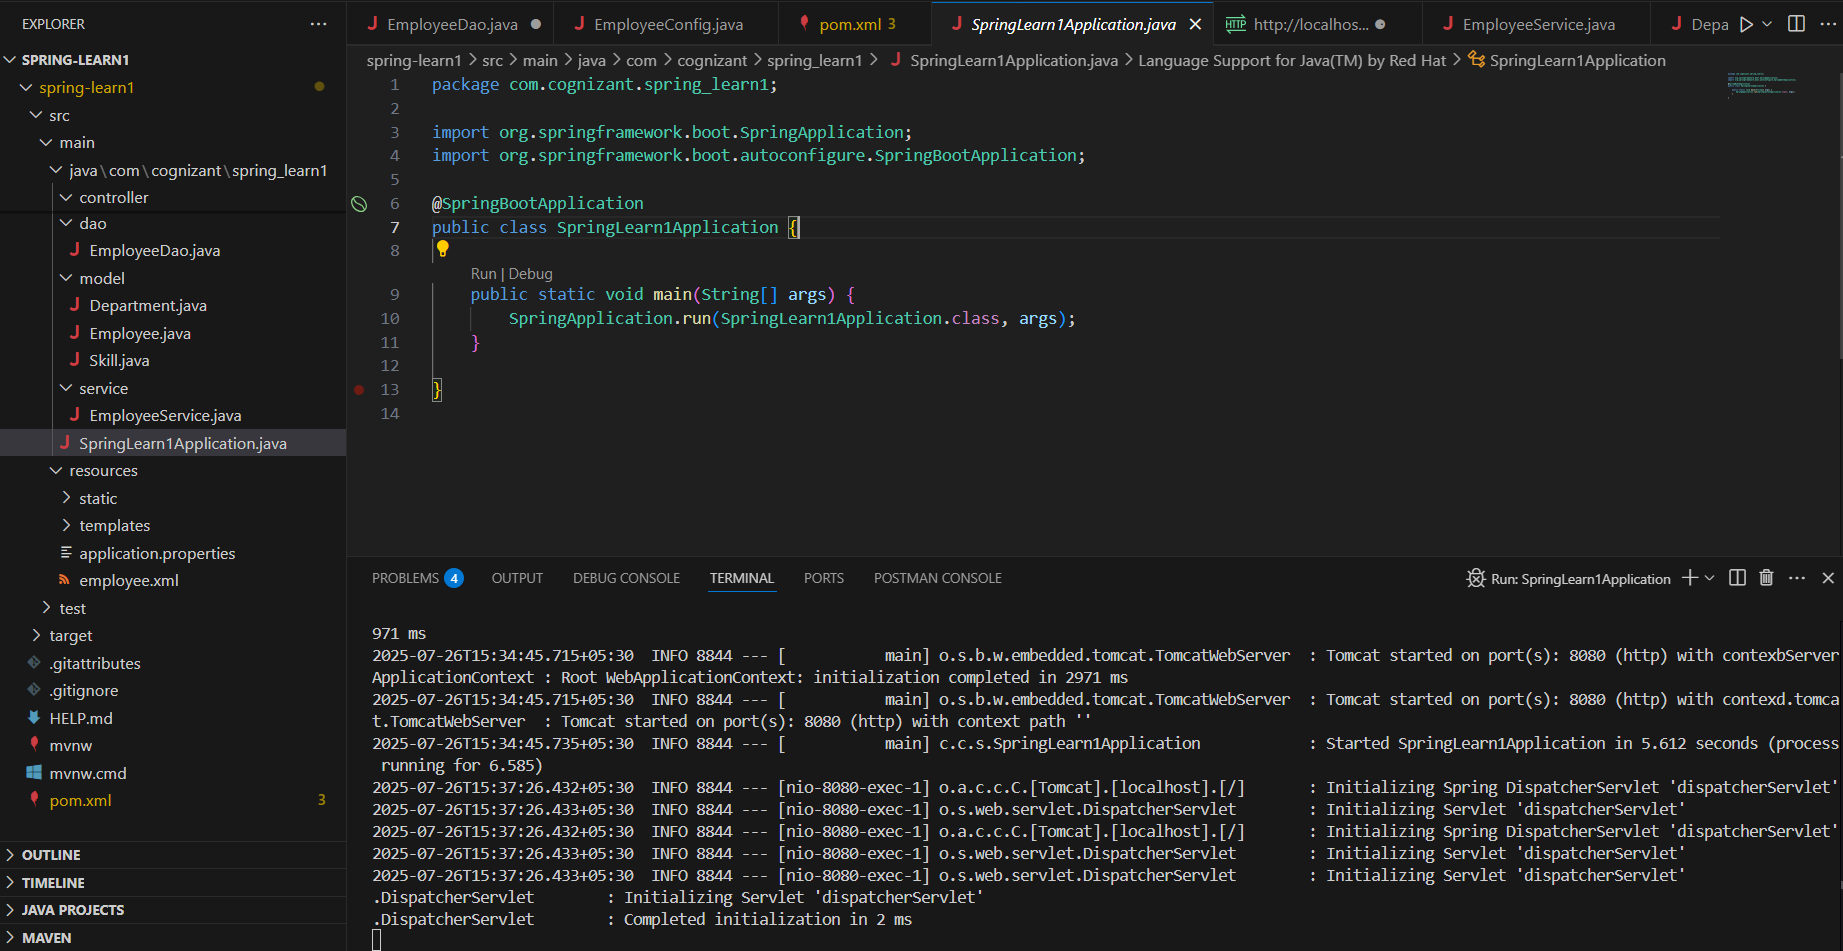 EXPLORER
SPRING-LEARN1
spring-learn1
src
main
java\com\cognizant\spring_learn1
controller
dao
EmployeeDao.java
model
Department.java
Employee.java
Skill.java
service
EmployeeService.java
SpringLearn1Application.java
resources
static
templates
application.properties
employee.xml
test
target
.gitattributes
.gitignore
HELP.md
mvnw
mvnw.cmd
pom.xml 3
OUTLINE
TIMELINE
JAVA PROJECTS
MAVEN
EmployeeDao.java EmployeeConfig.java pom.xml 3 SpringLearn1Application.java HTTP http://localhos... EmployeeService.java Depa
spring-learn1 > src > main > java > com > cognizant > spring_learn1 > SpringLearn1Application.java > Language Support for Java(TM) by Red Hat > SpringLearn1Application
1 package com.cognizant.spring_learn1;
2
3 import org.springframework.boot.SpringApplication;
4 import org.springframework.boot.autoconfigure.SpringBootApplication;
5
6 @SpringBootApplication
7 public class SpringLearn1Application {
8
Run | Debug
9 public static void main(String[] args) {
10 SpringApplication.run(SpringLearn1Application.class, args);
11 }
12
13 }
14
PROBLEMS 4 OUTPUT DEBUG CONSOLE TERMINAL PORTS POSTMAN CONSOLE Run: SpringLearn1Application
971 ms
2025-07-26T15:34:45.715+05:30  INFO 8844 --- [           main] o.s.b.w.embedded.tomcat.TomcatWebServer  : Tomcat started on port(s): 8080 (http) with contexbServer
ApplicationContext : Root WebApplicationContext: initialization completed in 2971 ms
2025-07-26T15:34:45.715+05:30  INFO 8844 --- [           main] o.s.b.w.embedded.tomcat.TomcatWebServer  : Tomcat started on port(s): 8080 (http) with contexd.tomca
t.TomcatWebServer  : Tomcat started on port(s): 8080 (http) with context path ''
2025-07-26T15:34:45.735+05:30  INFO 8844 --- [           main] c.c.s.SpringLearn1Application            : Started SpringLearn1Application in 5.612 seconds (process
running for 6.585)
2025-07-26T15:37:26.432+05:30  INFO 8844 --- [nio-8080-exec-1] o.a.c.c.C.[Tomcat].[localhost].[/]       : Initializing Spring DispatcherServlet 'dispatcherServlet'
2025-07-26T15:37:26.433+05:30  INFO 8844 --- [nio-8080-exec-1] o.s.web.servlet.DispatcherServlet        : Initializing Servlet 'dispatcherServlet'
2025-07-26T15:37:26.432+05:30  INFO 8844 --- [nio-8080-exec-1] o.a.c.c.C.[Tomcat].[localhost].[/]       : Initializing Spring DispatcherServlet 'dispatcherServlet'
2025-07-26T15:37:26.433+05:30  INFO 8844 --- [nio-8080-exec-1] o.s.web.servlet.DispatcherServlet        : Initializing Servlet 'dispatcherServlet'
2025-07-26T15:37:26.433+05:30  INFO 8844 --- [nio-8080-exec-1] o.s.web.servlet.DispatcherServlet        : Initializing Servlet 'dispatcherServlet'
.DispatcherServlet        : Initializing Servlet 'dispatcherServlet'
.DispatcherServlet        : Completed initialization in 2 ms